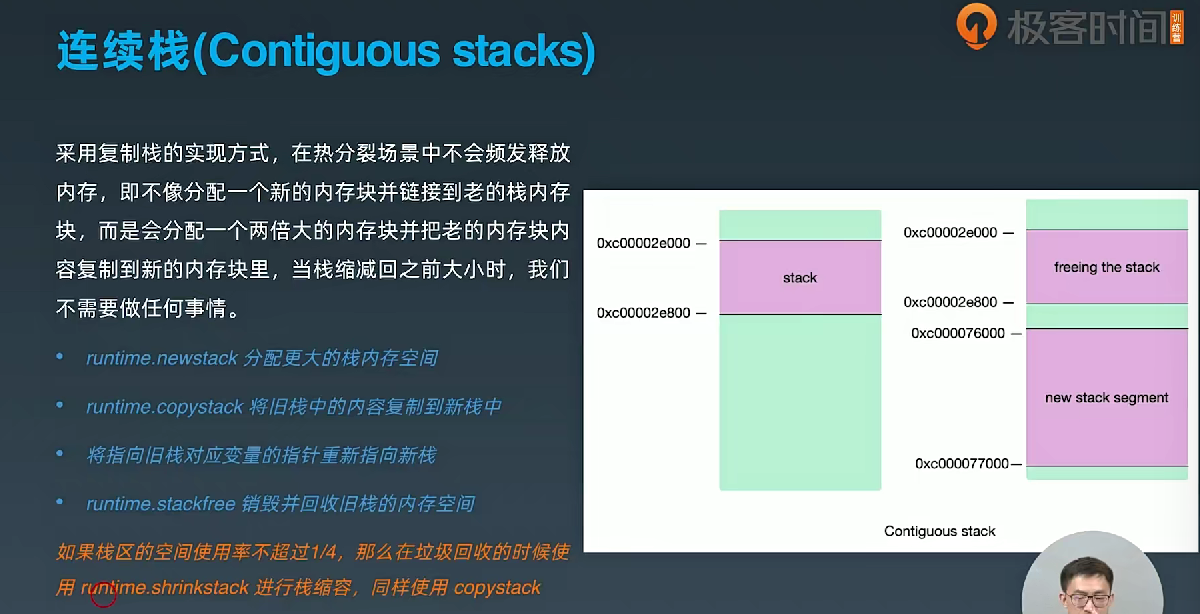 极客时间 训练营
连续栈(Contiguous stacks)
采用复制栈的实现方式，在热分裂场景中不会频发释放
内存，即不像分配一个新的内存块并链接到老的栈内存
块，而是会分配一个两倍大的内存块并把老的内存块内
容复制到新的内存块里，当栈缩减回之前大小时，我们
不需要做任何事情。
• runtime.newstack 分配更大的栈内存空间
• runtime.copystack 将旧栈中的内容复制到新栈中
• 将指向旧栈对应变量的指针重新指向新栈
• runtime.stackfree 销毁并回收旧栈的内存空间
如果栈区的空间使用率不超过1/4，那么在垃圾回收的时候使
用 runtime.shrinkstack 进行栈缩容，同样使用 copystack
0xc00002e000
stack
0xc00002e800
0xc00002e000
freeing the stack
0xc00002e800
0xc000076000
new stack segment
0xc000077000
Contiguous stack